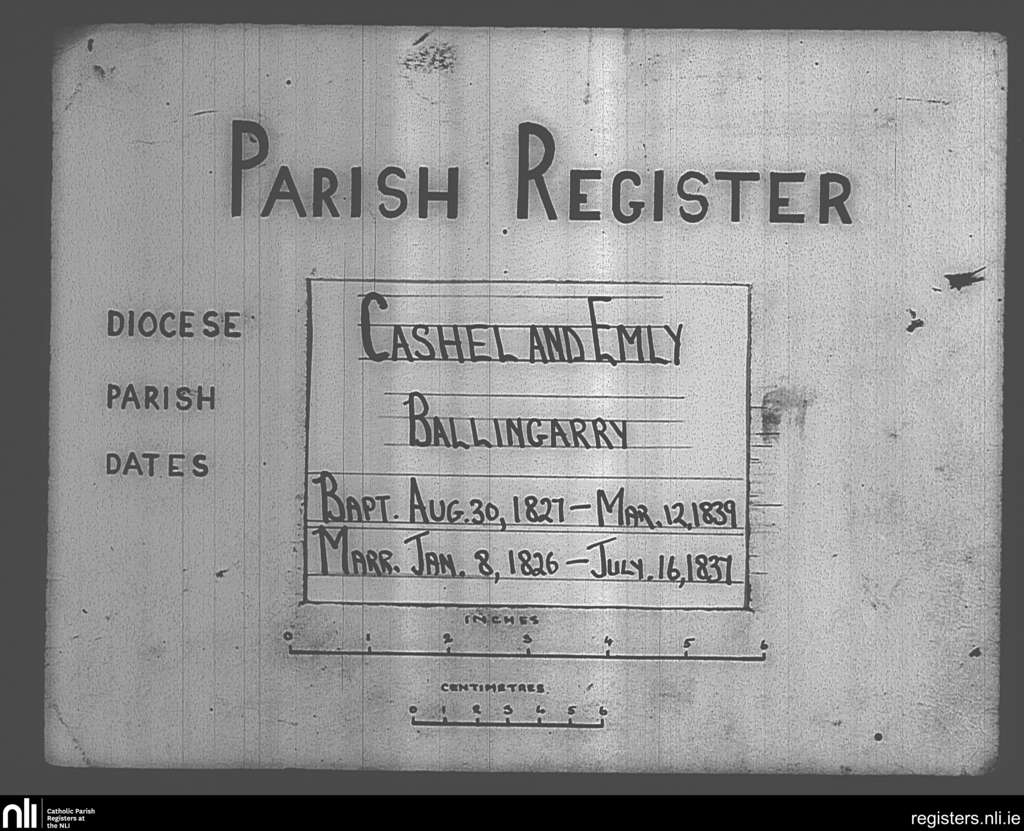 PARISH REGISTER
DIOCESE
CASHEL AND EMLY
PARISH
BALLINGARRY
DATES
BAPT. AUG. 30, 1827 – MAR. 12, 1839
MARR. JAN. 8, 1826 – JULY. 16, 1837
INCHES
0 1 2 3 4 5 6
CENTIMETRES
0 1 2 3 4 5 6
nli
Catholic Parish
Registers at
the NLI
registers.nli.ie